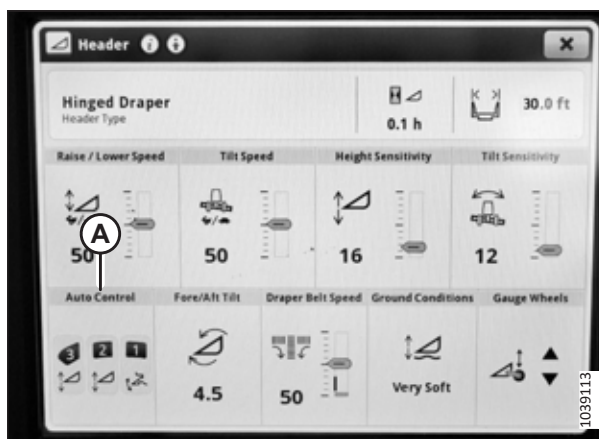 Header
Hinged Draper
Header Type
0.1 h
30.0 ft
Raise / Lower Speed
Tilt Speed
Height Sensitivity
Tilt Sensitivity
A
50
50
16
12
Auto Control
Fore/Aft Tilt
Draper Belt Speed
Ground Conditions
Gauge Wheels
3
2
1
4.5
50
Very Soft
1039113